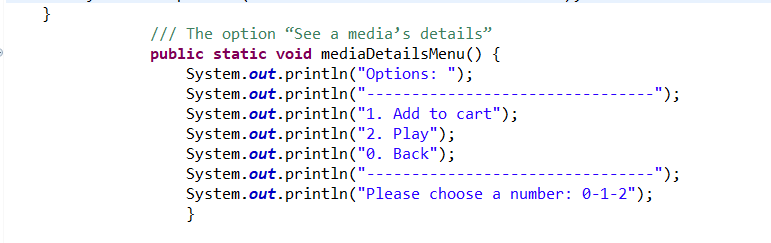 }
/// The option “See a media’s details”
public static void mediaDetailsMenu() {
System.out.println("Options: ");
System.out.println("--------------------------------");
System.out.println("1. Add to cart");
System.out.println("2. Play");
System.out.println("0. Back");
System.out.println("--------------------------------");
System.out.println("Please choose a number: 0-1-2");
}